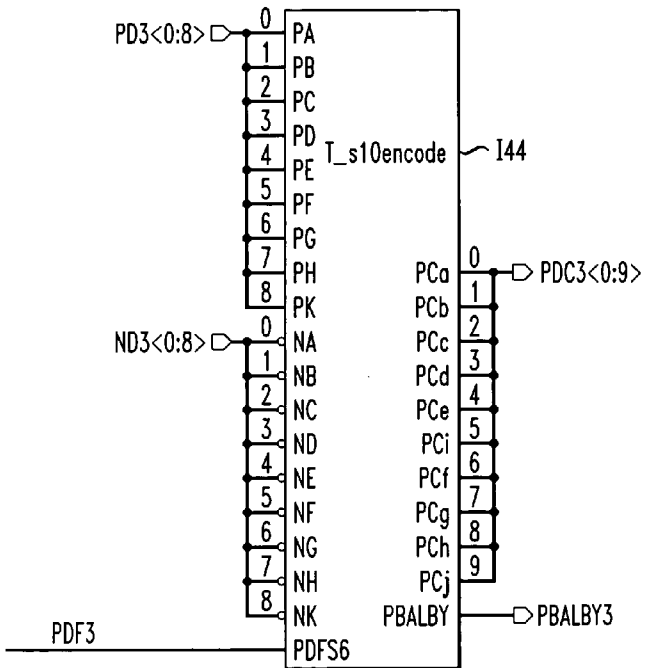 PD3<0:8> 0 PA
1 PB
2 PC
3 PD
T_s10encode I44
4 PE
5 PF
6 PG
7 PH PCa 0 PDC3<0:9>
8 PK PCb 1
ND3<0:8> 0 NA PCc 2
1 NB PCd 3
2 NC PCe 4
3 ND PCi 5
4 NE PCf 6
5 NF PCg 7
6 NG PCh 8
7 NH PCj 9
8 NK PBALBY PBALBY3
PDF3 PDFS6